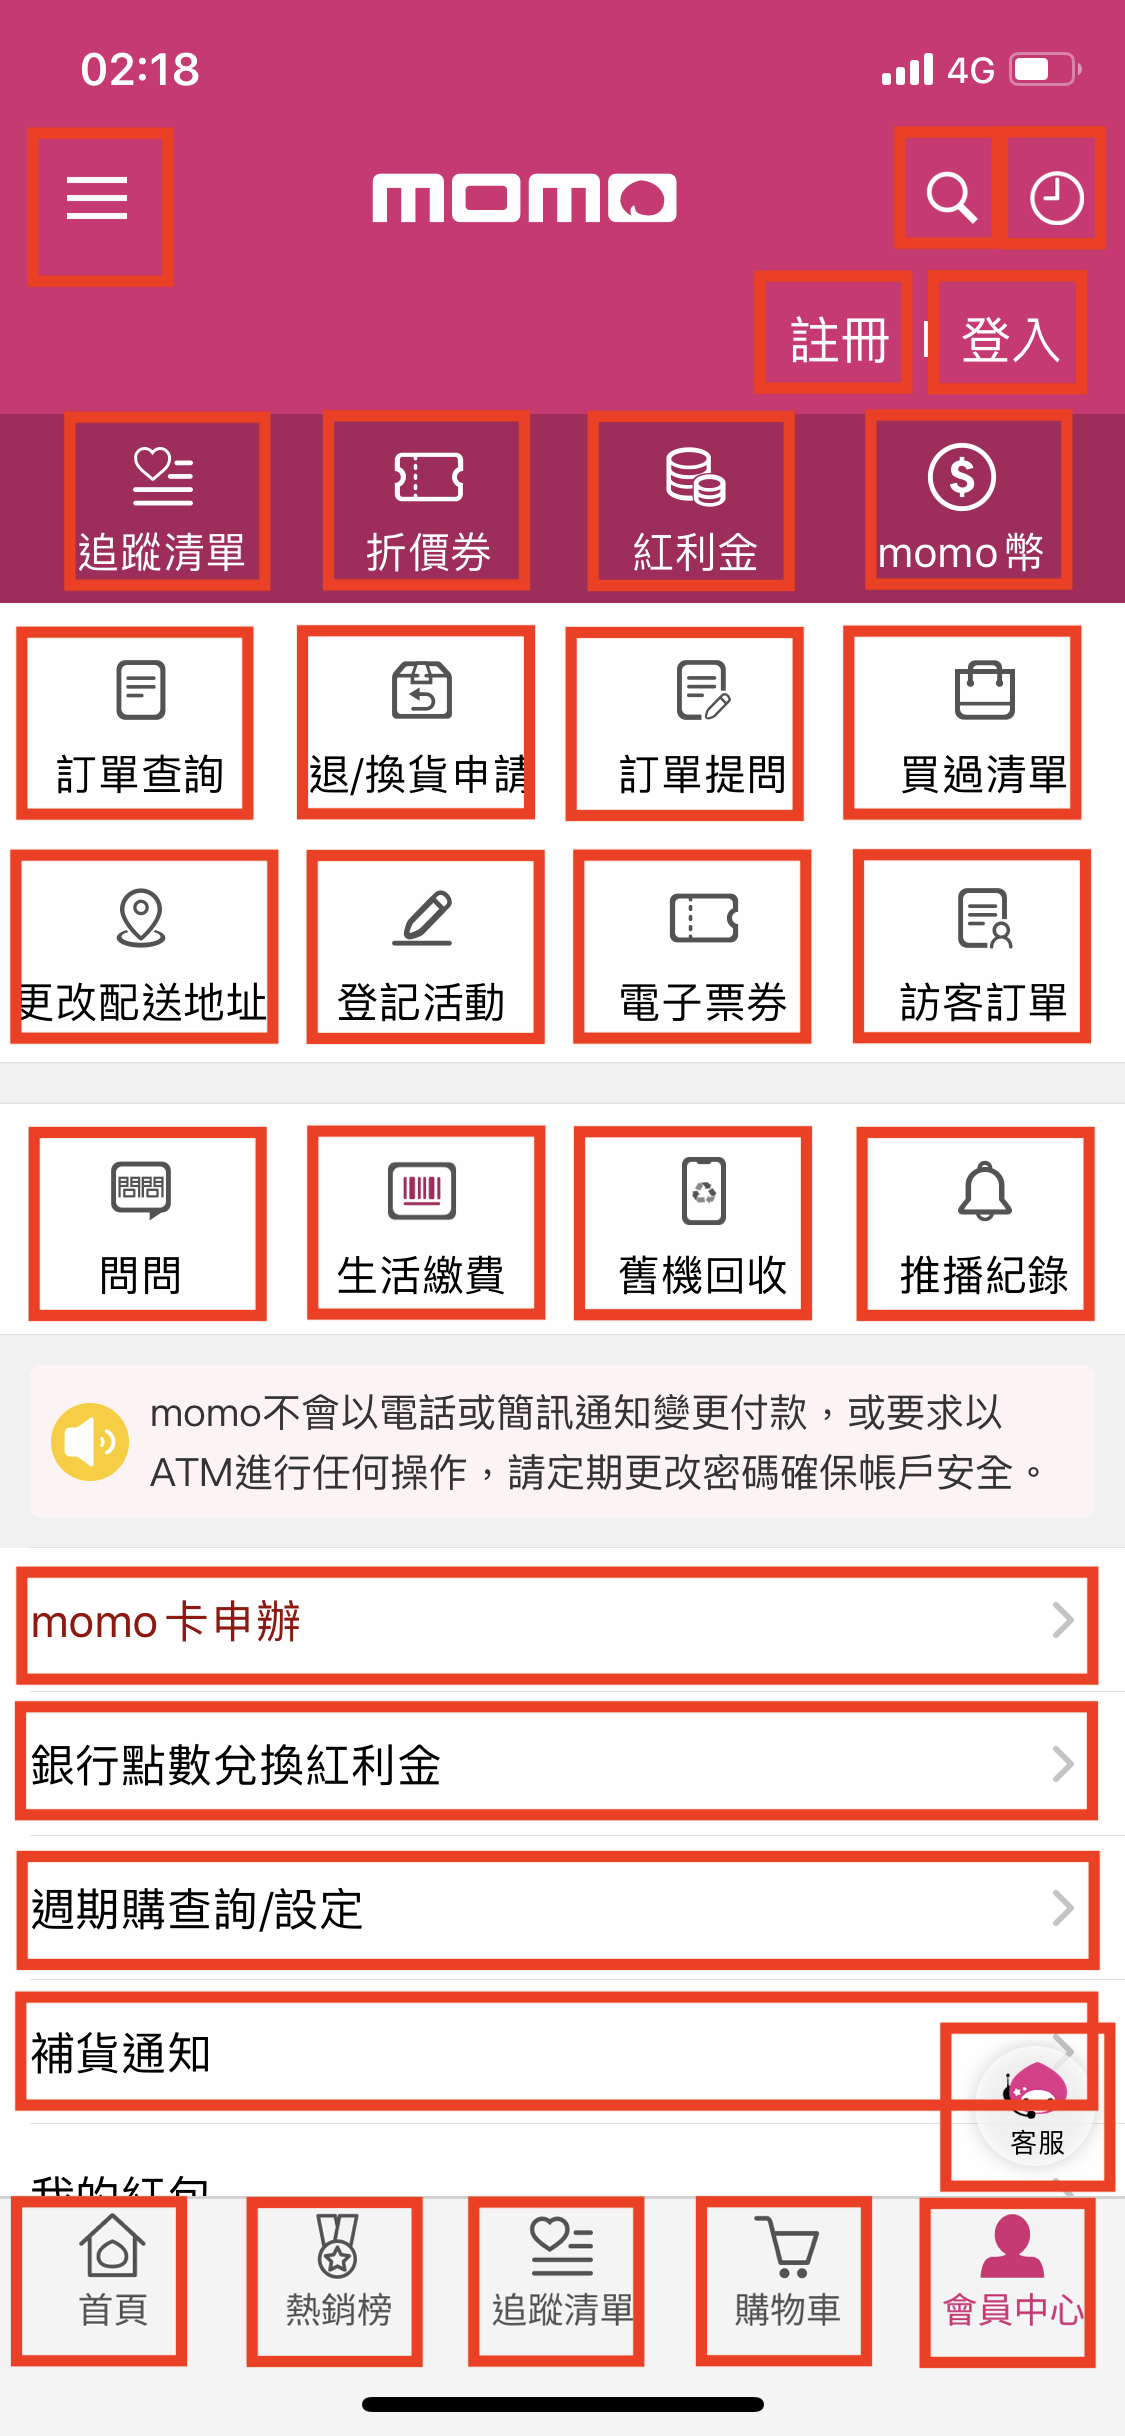 02:18
4G
momo
註冊 | 登入
追蹤清單 折價券 紅利金 momo幣
訂單查詢 退/換貨申請 訂單提問 買過清單
更改配送地址 登記活動 電子票券 訪客訂單
問問
問問 生活繳費 舊機回收 推播紀錄
momo不會以電話或簡訊通知變更付款，或要求以
ATM進行任何操作，請定期更改密碼確保帳戶安全。
momo卡申辦
銀行點數兌換紅利金
週期購查詢/設定
補貨通知
客服
我的紅包
首頁 熱銷榜 追蹤清單 購物車 會員中心